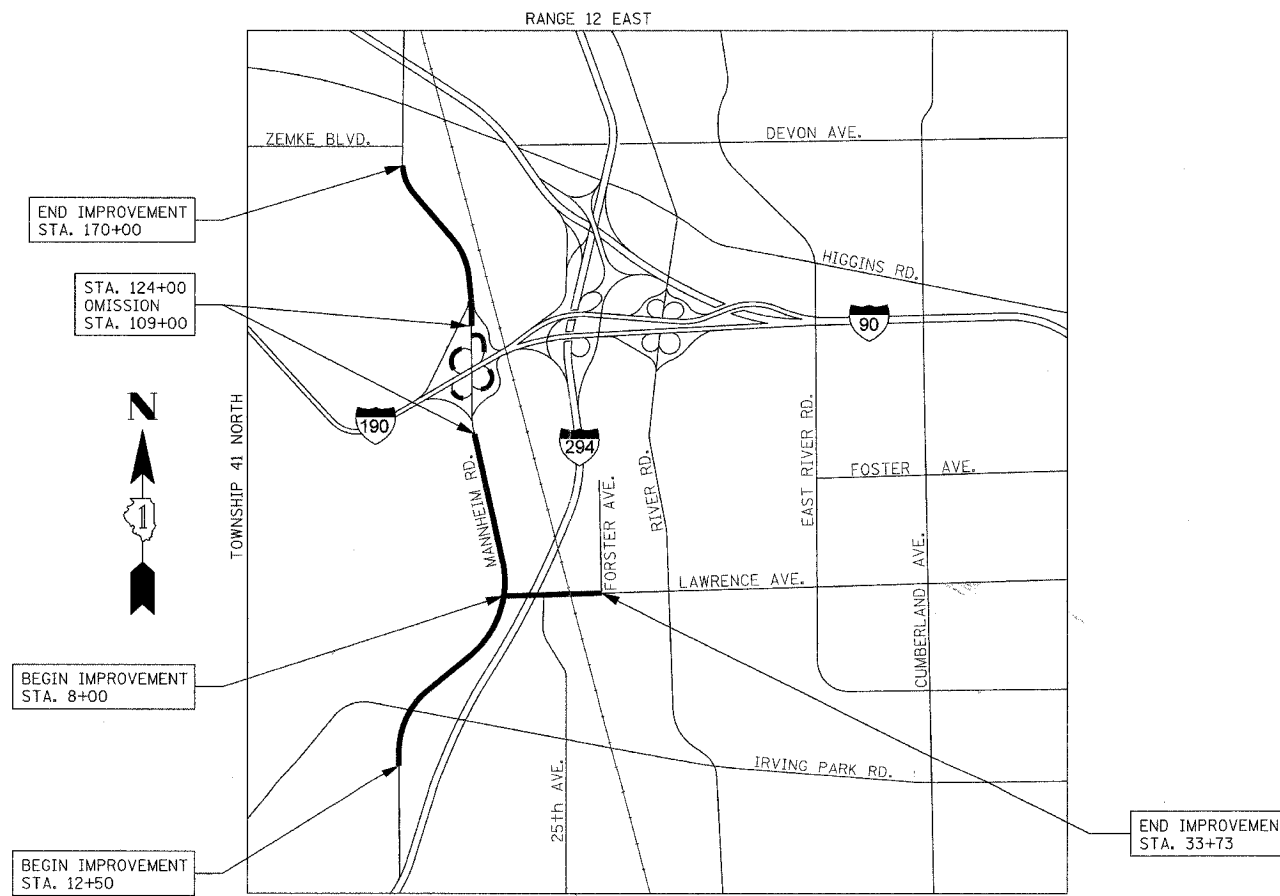 RANGE 12 EAST
ZEMKE BLVD.
DEVON AVE.
END IMPROVEMENT
STA. 170+00
HIGGINS RD.
STA. 124+00
OMISSION
STA. 109+00
90
N
190
TOWNSHIP 41 NORTH
294
MANNHEIM RD.
FORSTER AVE.
RIVER RD.
EAST RIVER RD.
FOSTER AVE.
CUMBERLAND AVE.
1
LAWRENCE AVE.
BEGIN IMPROVEMENT
STA. 8+00
IRVING PARK RD.
25th AVE.
END IMPROVEMEN
STA. 33+73
BEGIN IMPROVEMENT
STA. 12+50